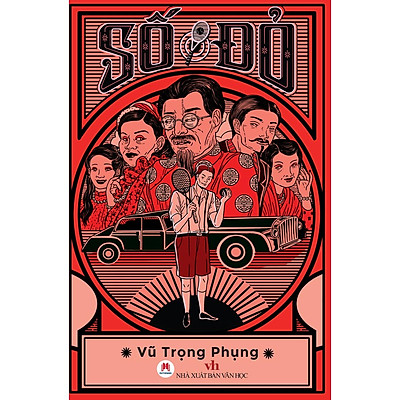 SỐ ĐỎ
Vũ Trọng Phụng
vh
NHÀ XUẤT BẢN VĂN HỌC